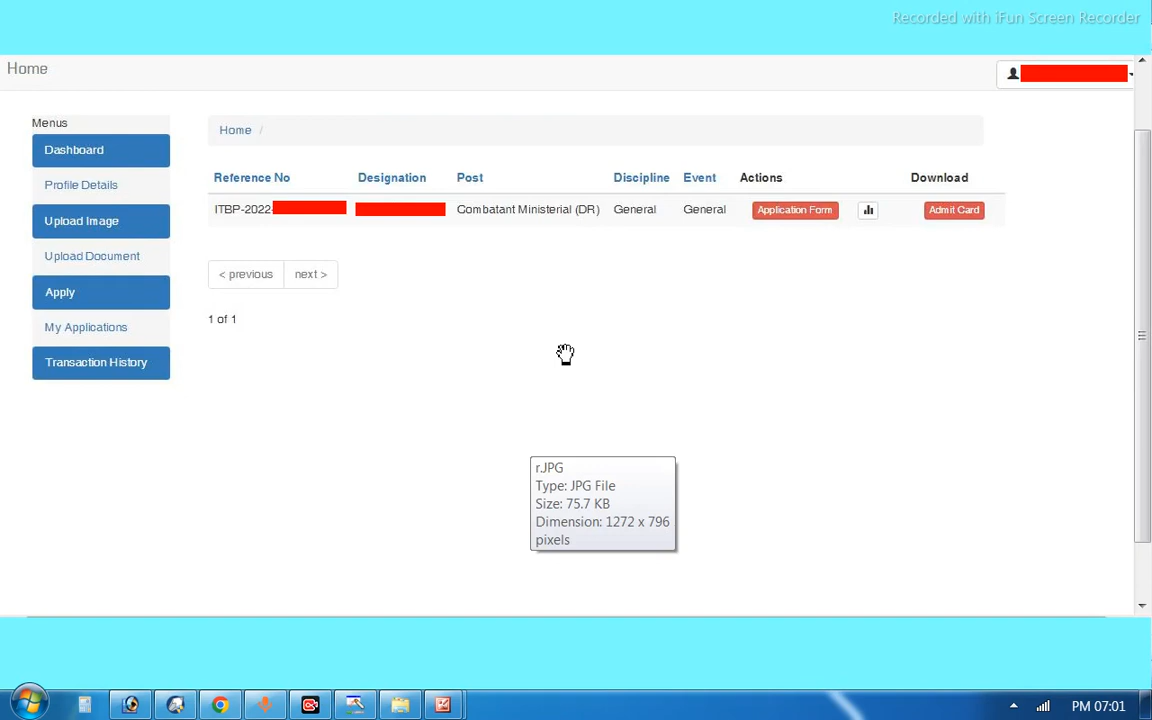 Recorded with iFun Screen Recorder
Home
Menus
Dashboard
Profile Details
Upload Image
Upload Document
Apply
My Applications
Transaction History
Home /
Reference No Designation Post Discipline Event Actions Download
ITBP-2022- Combatant Ministerial (DR) General General Application Form Admit Card
< previous next >
1 of 1
r.JPG
Type: JPG File
Size: 75.7 KB
Dimension: 1272 x 796
pixels
PM 07:01